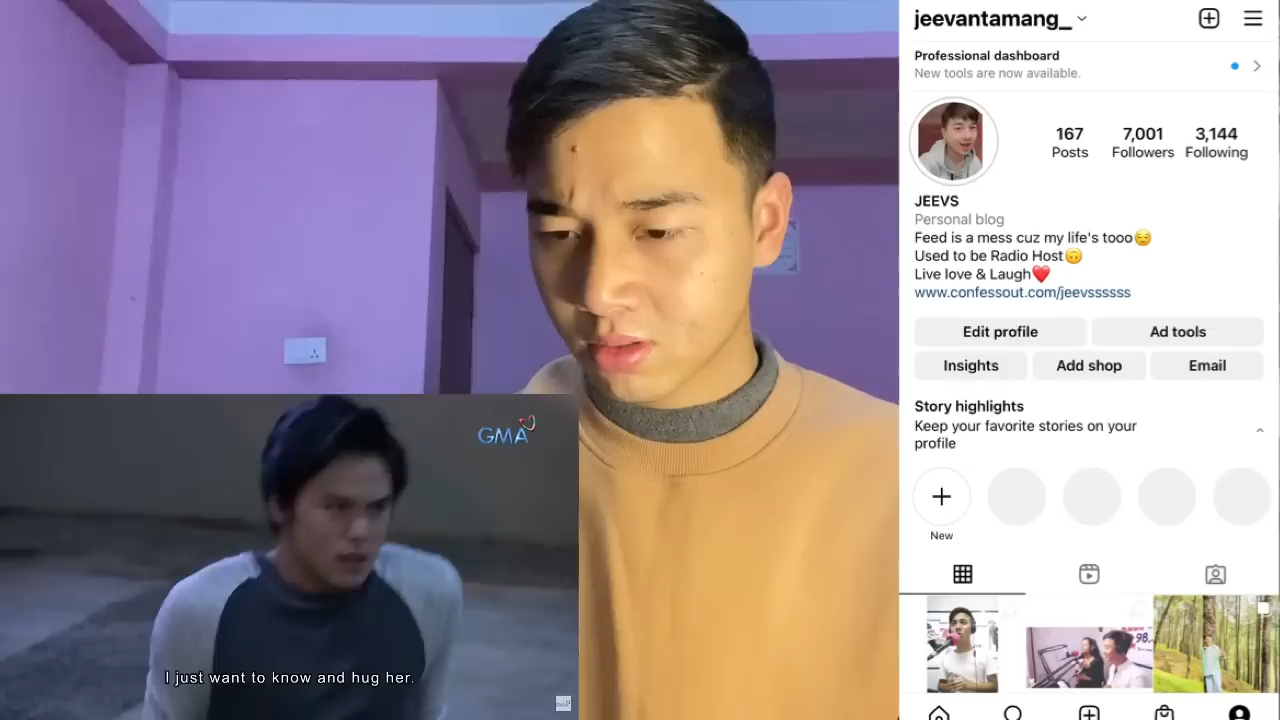 jeevantamang_
Professional dashboard
New tools are now available.
167
7,001
3,144
Posts
Followers
Following
JEEVS
Personal blog
Feed is a mess cuz my life's tooo😔
Used to be Radio Host🙃
Live love & Laugh❤️
www.confessout.com/jeevssssss
Edit profile
Ad tools
Insights
Add shop
Email
Story highlights
Keep your favorite stories on your
profile
New
98.
GMA
I just want to know and hug her.